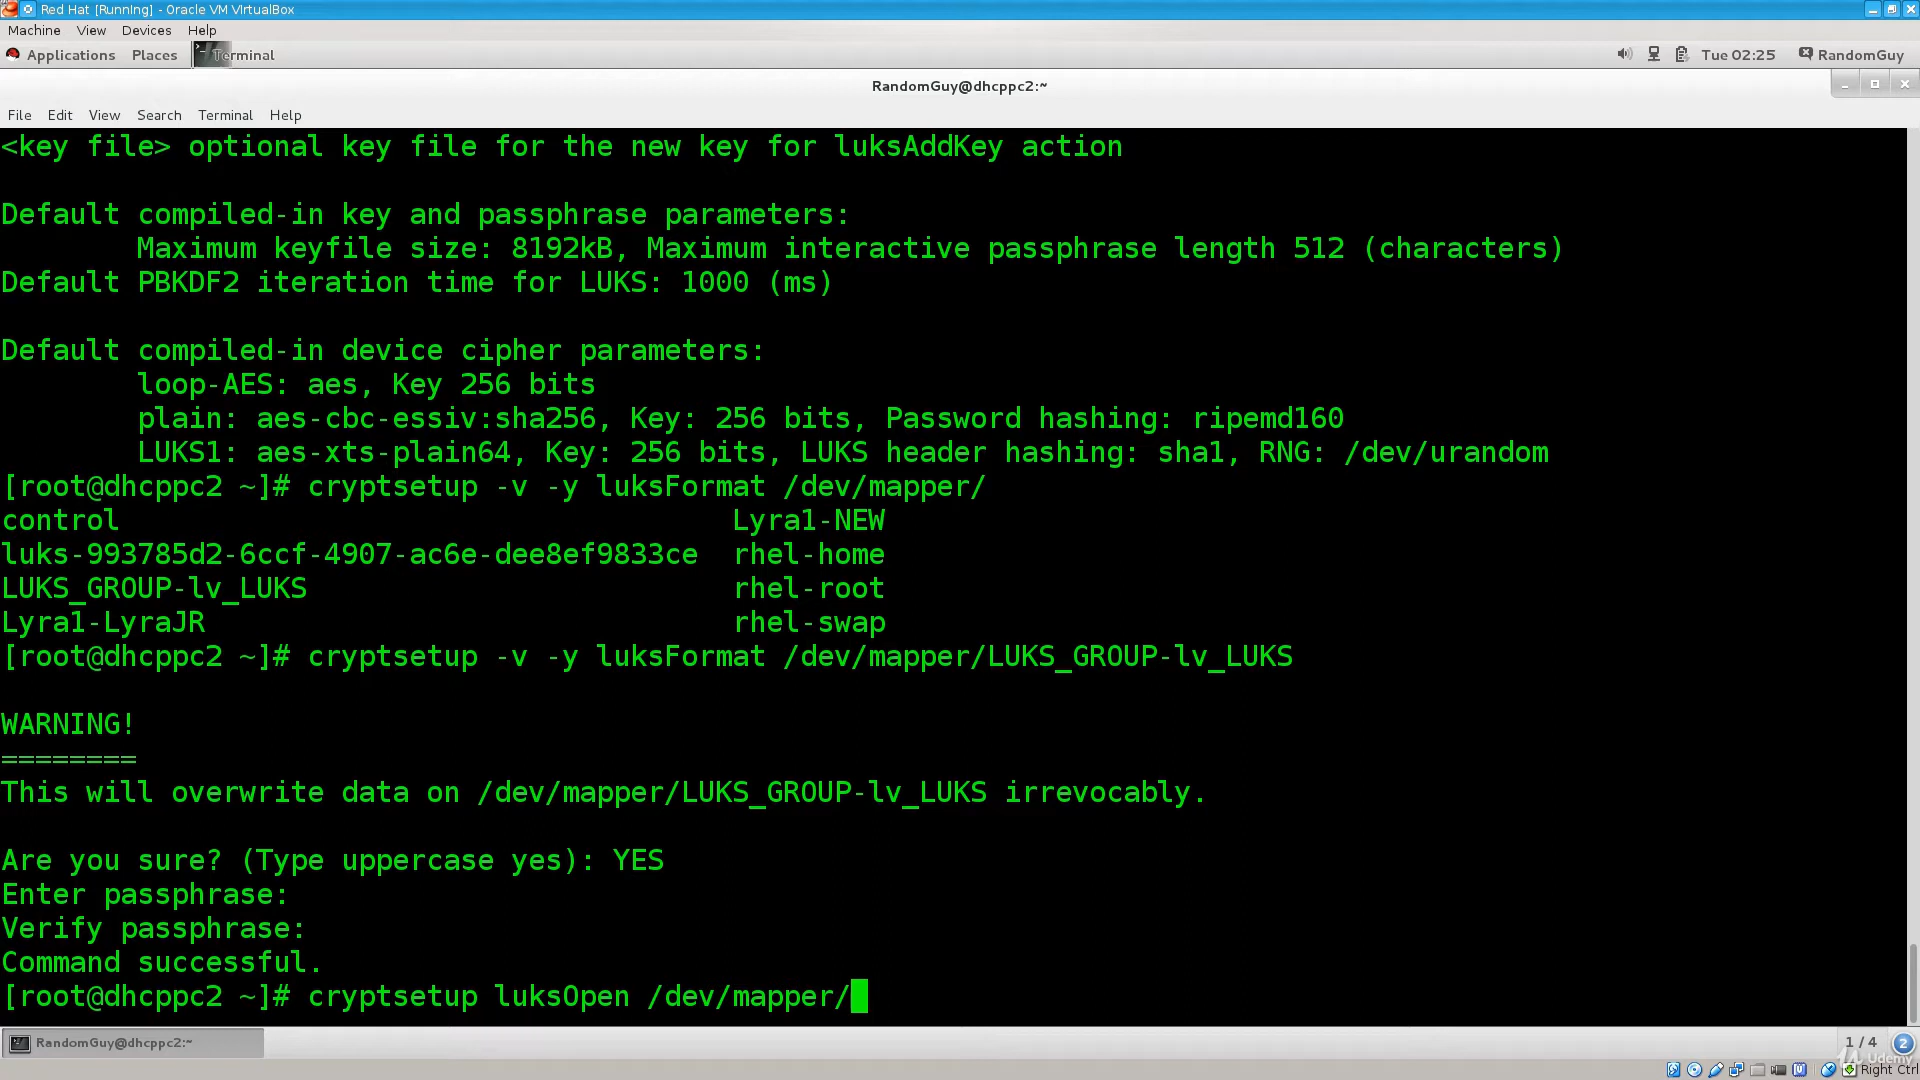 Red Hat [Running] - Oracle VM VirtualBox
Machine View Devices Help
Applications Places Terminal Tue 02:25 RandomGuy
RandomGuy@dhcppc2:~
File Edit View Search Terminal Help
<key file> optional key file for the new key for luksAddKey action
Default compiled-in key and passphrase parameters:
Maximum keyfile size: 8192kB, Maximum interactive passphrase length 512 (characters)
Default PBKDF2 iteration time for LUKS: 1000 (ms)
Default compiled-in device cipher parameters:
loop-AES: aes, Key 256 bits
plain: aes-cbc-essiv:sha256, Key: 256 bits, Password hashing: ripemd160
LUKS1: aes-xts-plain64, Key: 256 bits, LUKS header hashing: sha1, RNG: /dev/urandom
[root@dhcppc2 ~]# cryptsetup -v -y luksFormat /dev/mapper/
control Lyra1-NEW
luks-993785d2-6ccf-4907-ac6e-dee8ef9833ce rhel-home
LUKS_GROUP-lv_LUKS rhel-root
Lyra1-LyraJR rhel-swap
[root@dhcppc2 ~]# cryptsetup -v -y luksFormat /dev/mapper/LUKS_GROUP-lv_LUKS
WARNING!
========
This will overwrite data on /dev/mapper/LUKS_GROUP-lv_LUKS irrevocably.
Are you sure? (Type uppercase yes): YES
Enter passphrase:
Verify passphrase:
Command successful.
[root@dhcppc2 ~]# cryptsetup luksOpen /dev/mapper/
RandomGuy@dhcppc2:~ 1 / 4 2
Udemy
Right Ctrl